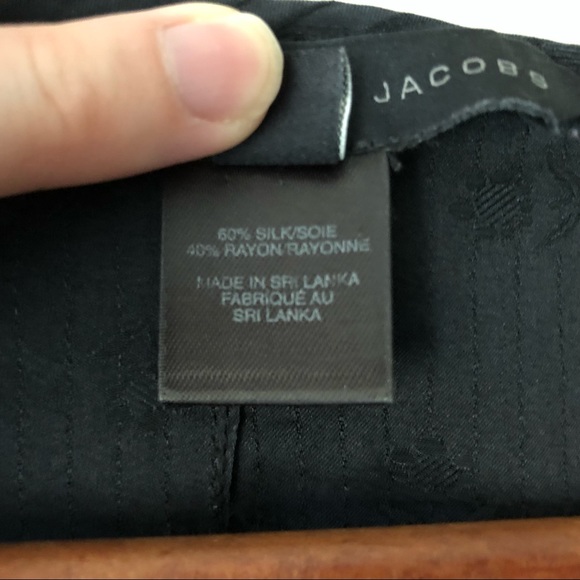 JACOBS
60% SILK/SOIE
40% RAYON/RAYONNE
MADE IN SRI LANKA
FABRIQUÉ AU
SRI LANKA